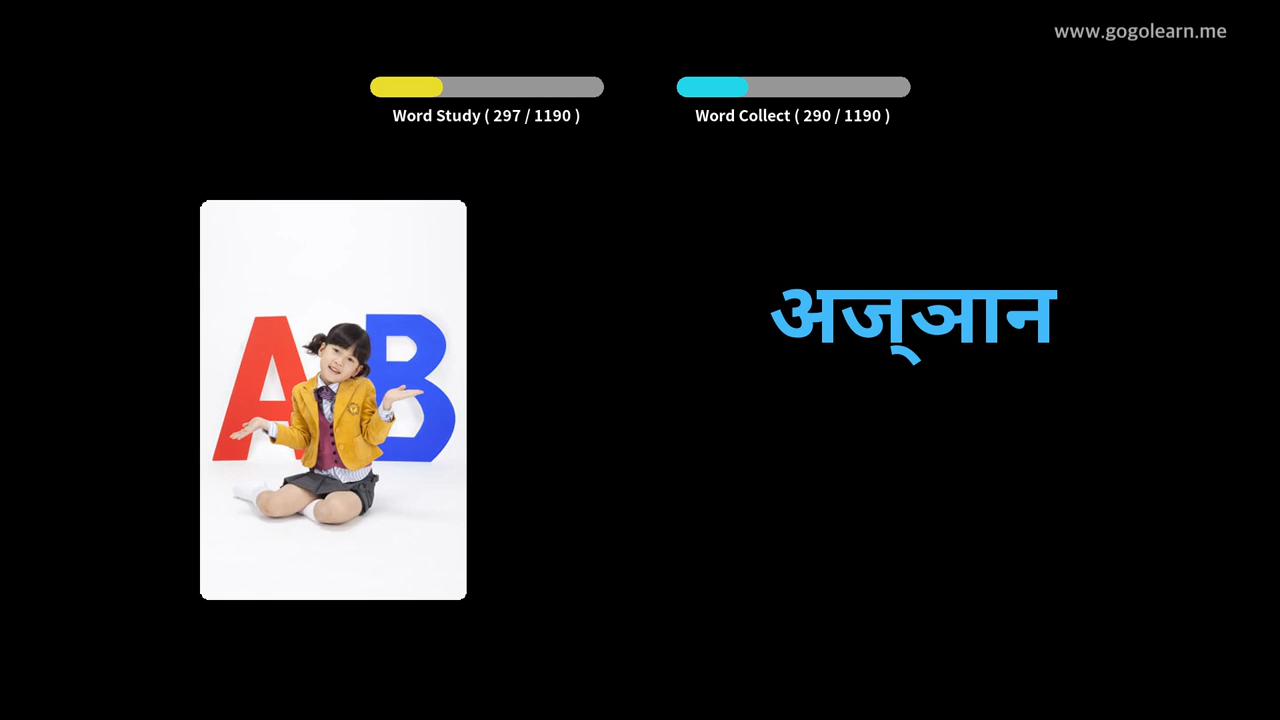 www.gogolearn.me
Word Study ( 297 / 1190 )
Word Collect ( 290 / 1190 )
A B
अज्‌ञान